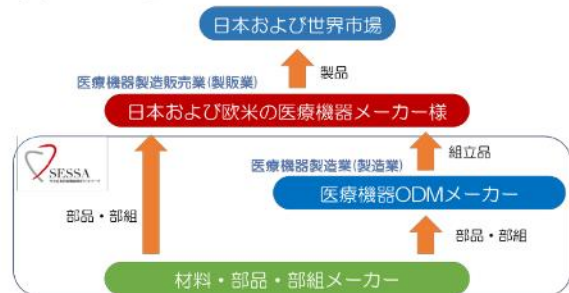 日本および世界市場
製品
医療機器製造販売業(製販業)
日本および欧米の医療機器メーカー様
SESSA
組立品
医療機器製造業(製造業)
医療機器ODMメーカー
部品・部組
部品・部組
材料・部品・部組メーカー